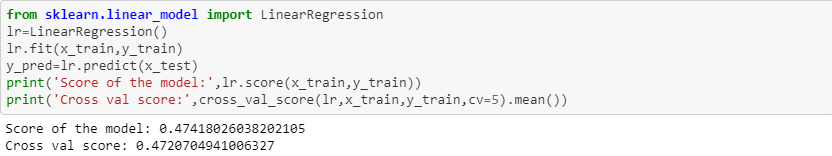 from sklearn.linear_model import LinearRegression
lr=LinearRegression()
lr.fit(x_train,y_train)
y_pred=lr.predict(x_test)
print('Score of the model:',lr.score(x_train,y_train))
print('Cross val score:',cross_val_score(lr,x_train,y_train,cv=5).mean())
Score of the model: 0.47418026038202105
Cross val score: 0.4720704941006327